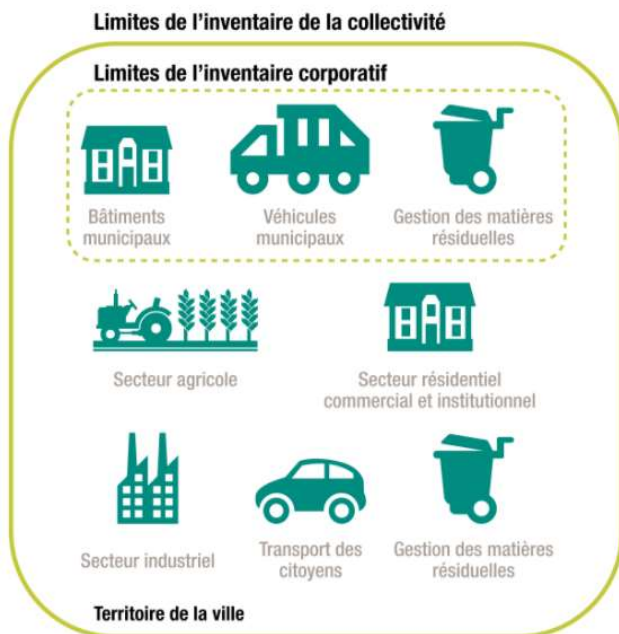 Limites de l’inventaire de la collectivité
Limites de l’inventaire corporatif
Bâtiments
municipaux
Véhicules
municipaux
Gestion des matières
résiduelles
Secteur agricole
Secteur résidentiel
commercial et institutionnel
Secteur industriel
Transport des
citoyens
Gestion des matières
résiduelles
Territoire de la ville